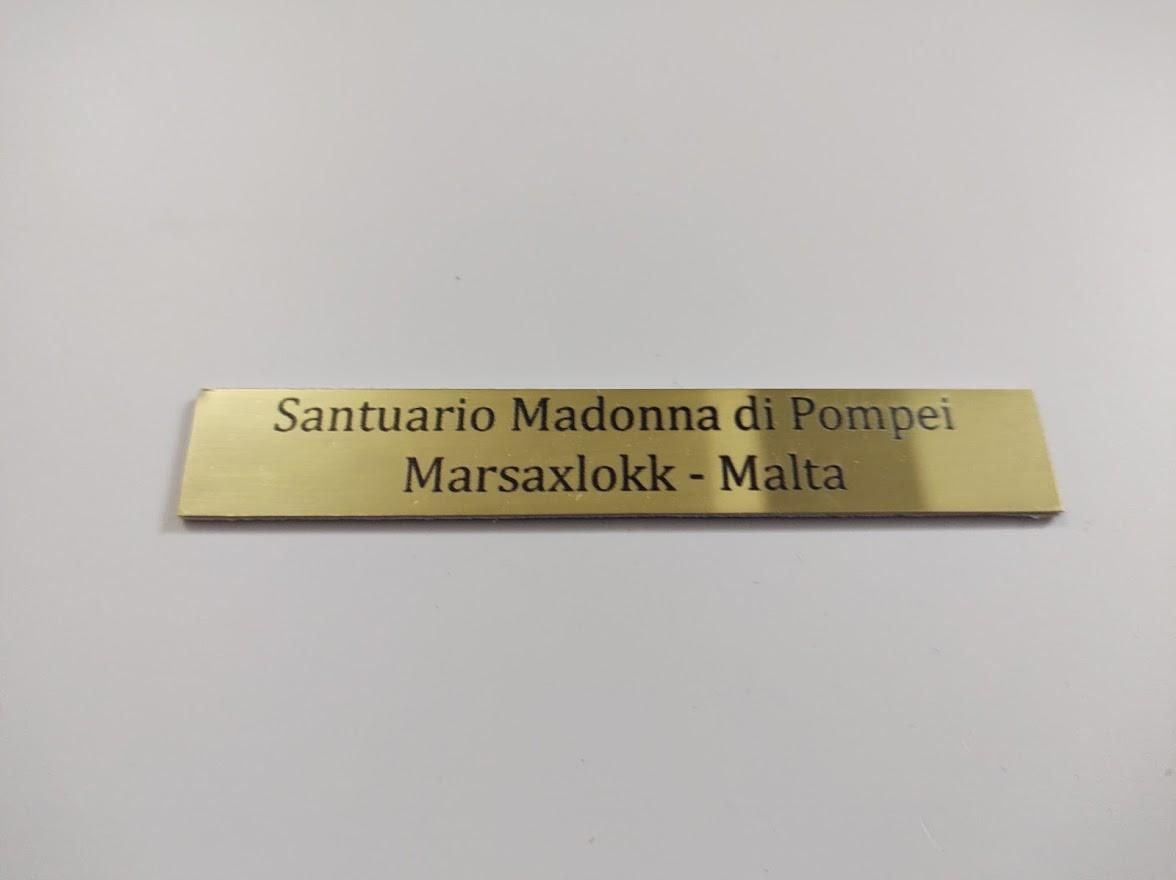 Santuario Madonna di Pompei
Marsaxlokk - Malta